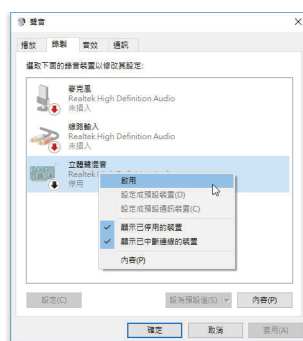 聲音
播放 錄製 音效 通訊
選取下面的錄音裝置以修改其設定:
麥克風
Realtek High Definition Audio
未插入
線路輸入
Realtek High Definition Audio
未插入
立體聲混音
Realtek
停用
啟用
設定成預設裝置(D)
設定成預設通訊裝置(C)
顯示已停用的裝置
顯示已中斷連線的裝置
內容(P)
設定(C) 設為預設值(S) 內容(P)
確定 取消 套用(A)